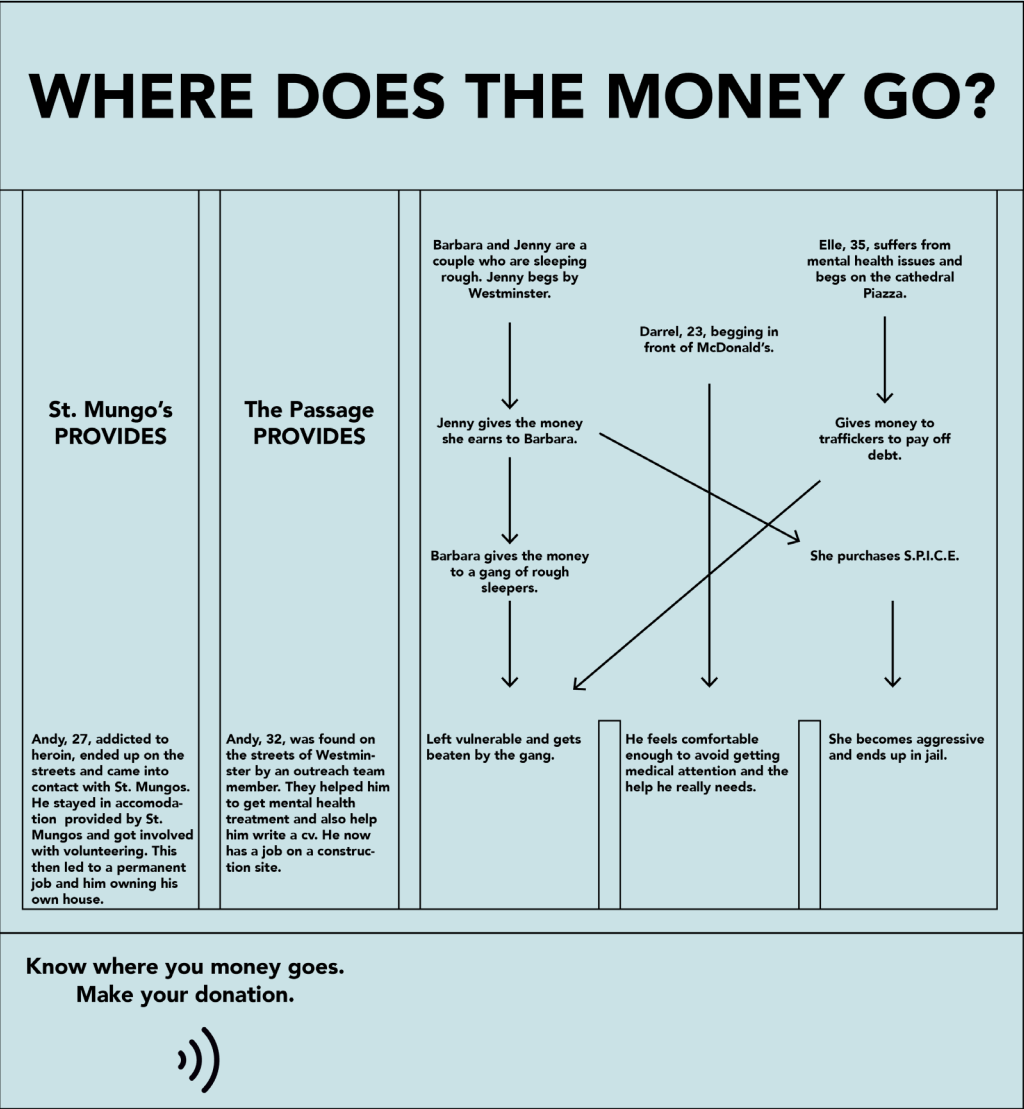 WHERE DOES THE MONEY GO?
St. Mungo's
PROVIDES
Andy, 27, addicted to
heroin, ended up on the
streets and came into
contact with St. Mungos.
He stayed in accomoda-
tion provided by St.
Mungos and got involved
with volunteering. This
then led to a permanent
job and him owning his
own house.
The Passage
PROVIDES
Andy, 32, was found on
the streets of Westmin-
ster by an outreach team
member. They helped him
to get mental health
treatment and also help
him write a cv. He now
has a job on a construc-
tion site.
Barbara and Jenny are a
couple who are sleeping
rough. Jenny begs by
Westminster.
Jenny gives the money
she earns to Barbara.
Barbara gives the money
to a gang of rough
sleepers.
Left vulnerable and gets
beaten by the gang.
Darrel, 23, begging in
front of McDonald's.
He feels comfortable
enough to avoid getting
medical attention and the
help he really needs.
Elle, 35, suffers from
mental health issues and
begs on the cathedral
Piazza.
Gives money to
traffickers to pay off
debt.
She purchases S.P.I.C.E.
She becomes aggressive
and ends up in jail.
Know where you money goes.
Make your donation.